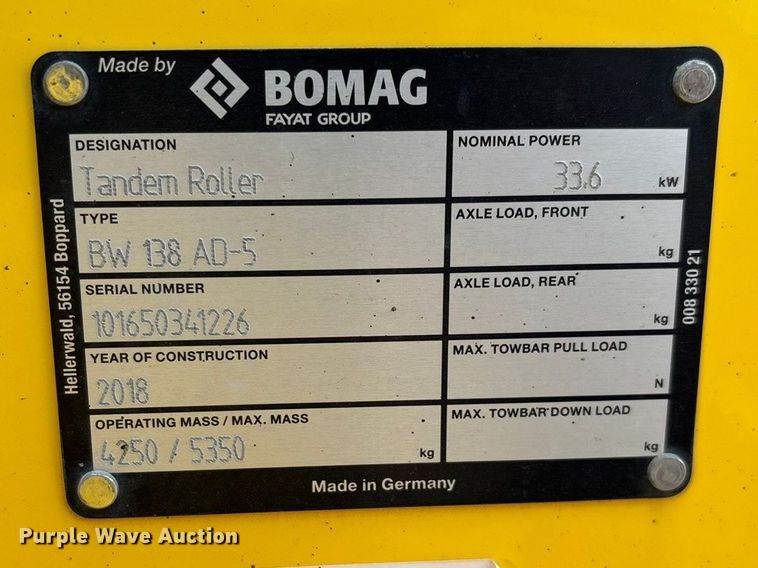 Made by
BOMAG
FAYAT GROUP
DESIGNATION
Tandem Roller
TYPE
BW 138 AD-5
SERIAL NUMBER
101650341226
YEAR OF CONSTRUCTION
2018
OPERATING MASS / MAX. MASS
4250 / 5350 kg
NOMINAL POWER
33.6 kW
AXLE LOAD, FRONT
kg
AXLE LOAD, REAR
kg
MAX. TOWBAR PULL LOAD
N
MAX. TOWBAR DOWN LOAD
kg
Hellerwald, 56154 Boppard
008 330 21
Made in Germany
Purple Wave Auction